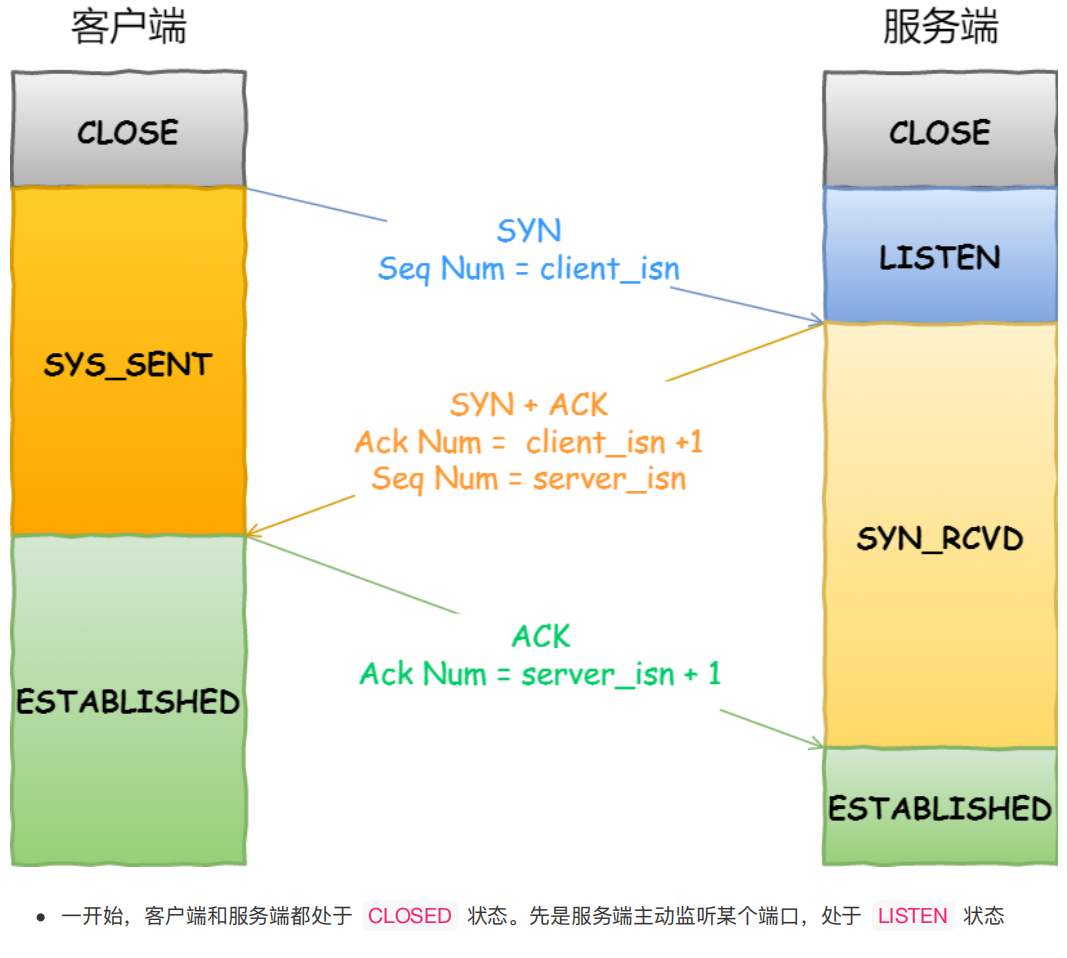 客户端
服务端
CLOSE
CLOSE
SYN
Seq Num = client_isn
LISTEN
SYS_SENT
SYN + ACK
Ack Num = client_isn +1
Seq Num = server_isn
SYN_RCVD
ACK
Ack Num = server_isn + 1
ESTABLISHED
ESTABLISHED
• 一开始，客户端和服务端都处于 CLOSED 状态。先是服务端主动监听某个端口，处于 LISTEN 状态